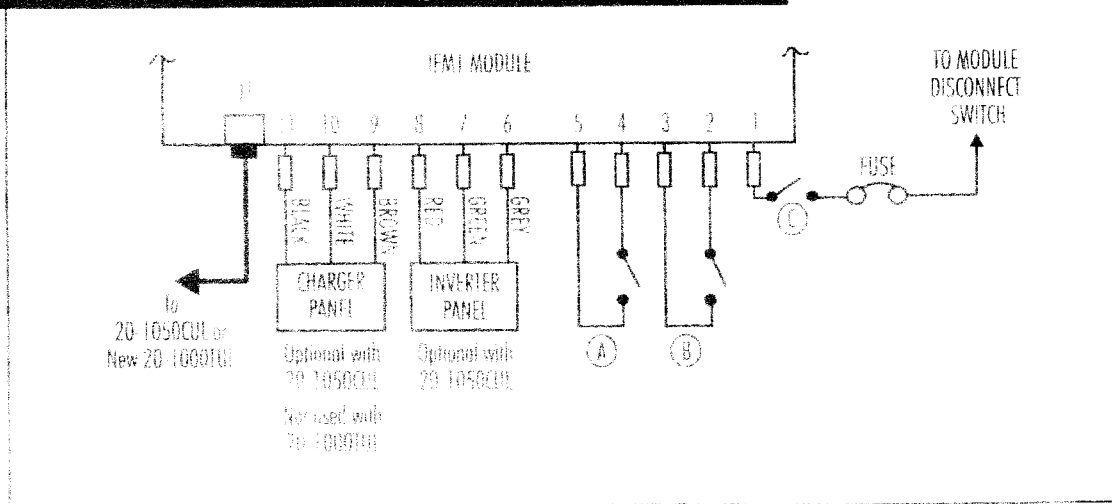 IFM1 MODULE
TO MODULE
DISCONNECT
SWITCH
J1
11 10 9 8 7 6 5 4 3 2 1
FUSE
BLACK
WHITE
BROWN
RED
GREEN
GREY
C
CHARGER
PANEL
INVERTER
PANEL
To
20-1050CUL or
New 20-1000TUL
A
B
Optional with
20-1050CUL
Optional with
20-1050CUL
Not used with
20-1000TUL